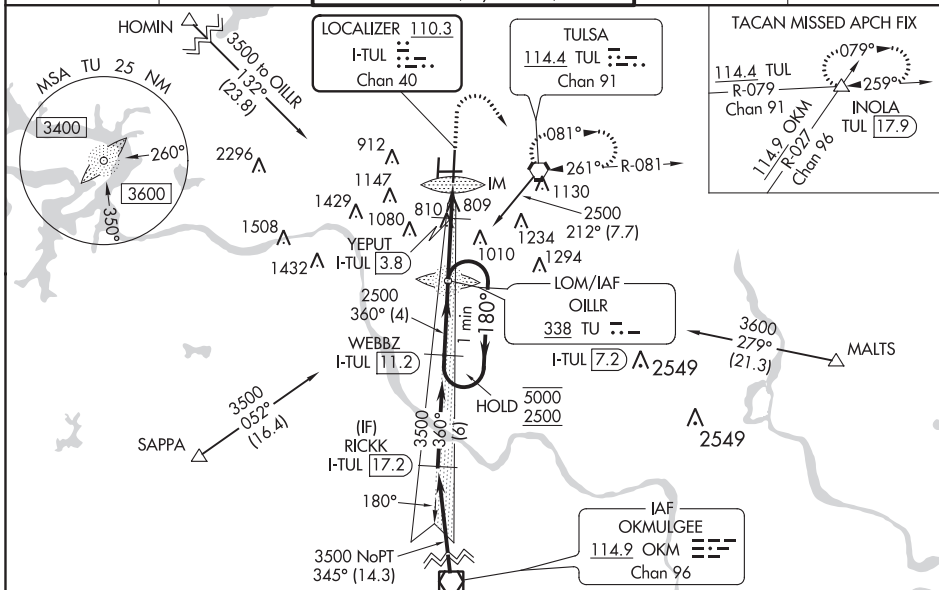 HOMIN
3500 to OILLR
132°
(23.8)
LOCALIZER 110.3
I-TUL
Chan 40
TULSA
114.4 TUL
Chan 91
TACAN MISSED APCH FIX
079°
259°
114.4 TUL
R-079
Chan 91
INOLA
TUL 17.9
114.9 OKM
R-027
Chan 96
MSA TU 25 NM
3400
260°
3600
350°
2296
912
1147
1429
1080
810
809
IM
1508
1432
081°
261°
R-081
1130
2500
212° (7.7)
1234
1010
1294
YEPUT
I-TUL 3.8
LOM/IAF
OILLR
338 TU
I-TUL 7.2
2549
2500
360° (4)
1 min
180°
WEBBZ
I-TUL 11.2
HOLD
5000
2500
3600
279°
(21.3)
MALTS
2549
3500
052°
(16.4)
SAPPA
(IF)
RICKK
I-TUL 17.2
3500
360°
(6)
180°
3500 NoPT
345° (14.3)
IAF
OKMULGEE
114.9 OKM
Chan 96